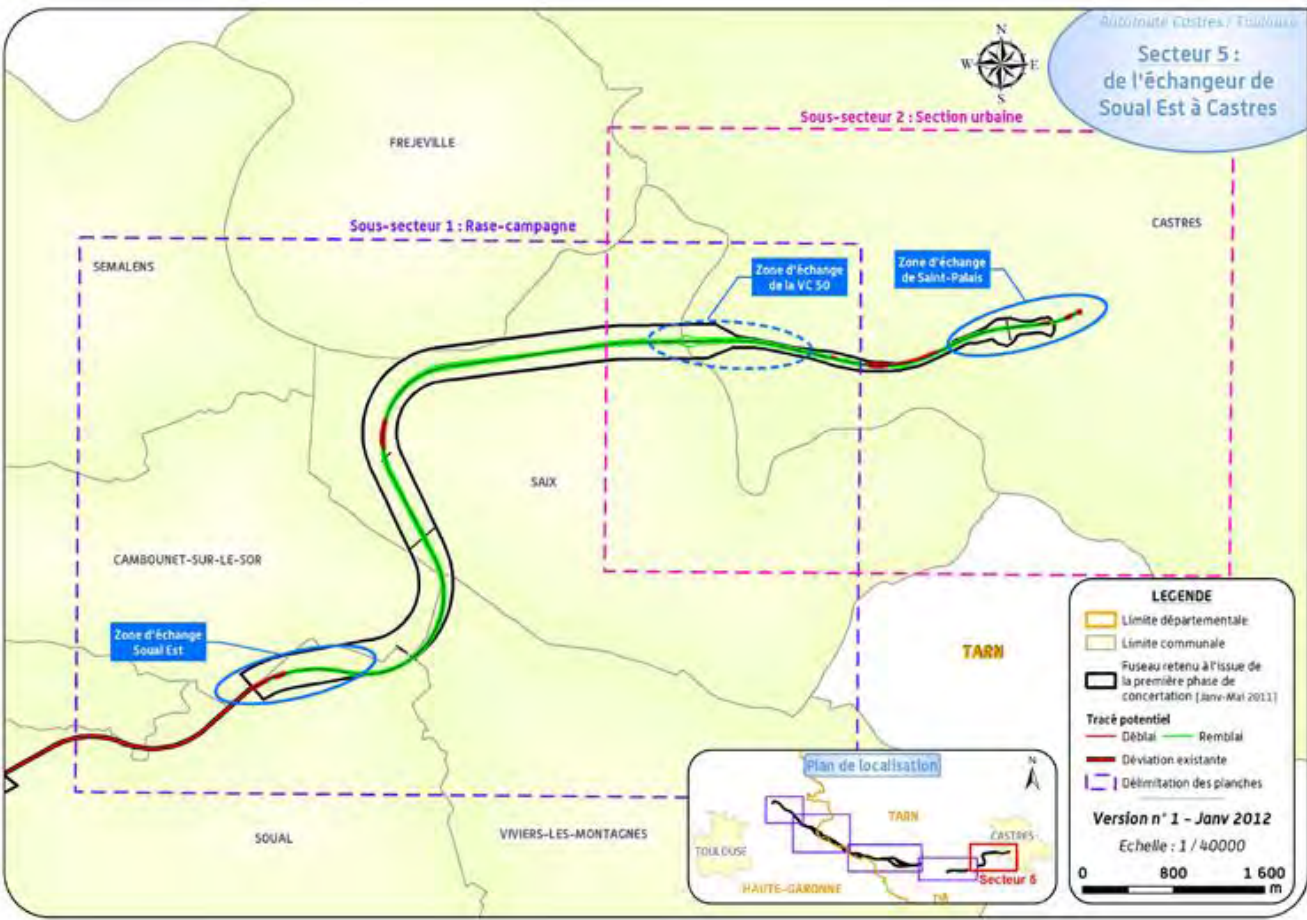 Autoroute Castres / Toulouse
Secteur 5 :
de l'échangeur de
Soual Est à Castres
N
W
E
S
Sous-secteur 2 : Section urbaine
FREJEVILLE
Sous-secteur 1 : Rase-campagne
CASTRES
SEMALENS
Zone d'échange
de la VC 50
Zone d'échange
de Saint-Palais
SAIX
CAMBOUNET-SUR-LE-SOR
Zone d'échange
Soual Est
TARN
SOUAL
VIVIERS-LES-MONTAGNES
Plan de localisation
N
TARN
TOULOUSE
CASTRES
Secteur 5
HAUTE-GARONNE
LEGENDE
Limite départementale
Limite communale
Fuseau retenu à l'issue de
la première phase de
concertation (Janv-Mai 2011)
Tracé potentiel
Déblai
Remblai
Déviation existante
Délimitation des planches
Version n° 1 - Janv 2012
Echelle : 1 / 40000
0
800
1 600
m